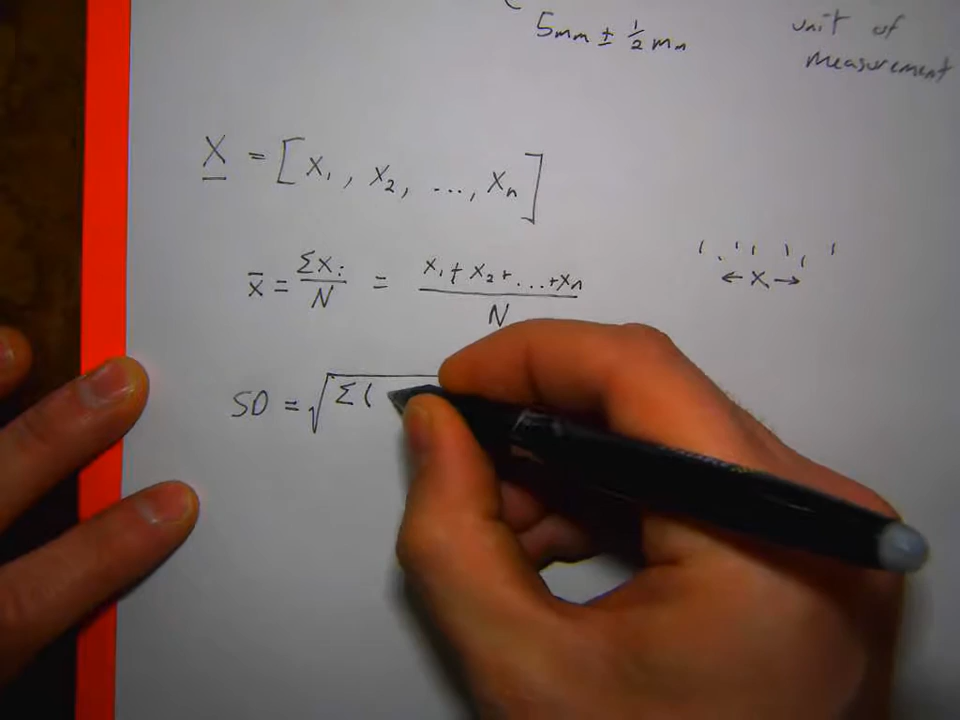 5mm ± 1/2 mm
unit of
measurement
X = [X₁, X₂, ..., Xₙ]
x̄ = ΣXᵢ/N = X₁ + X₂ + ... + Xₙ / N
← X →
SD = √Σ(